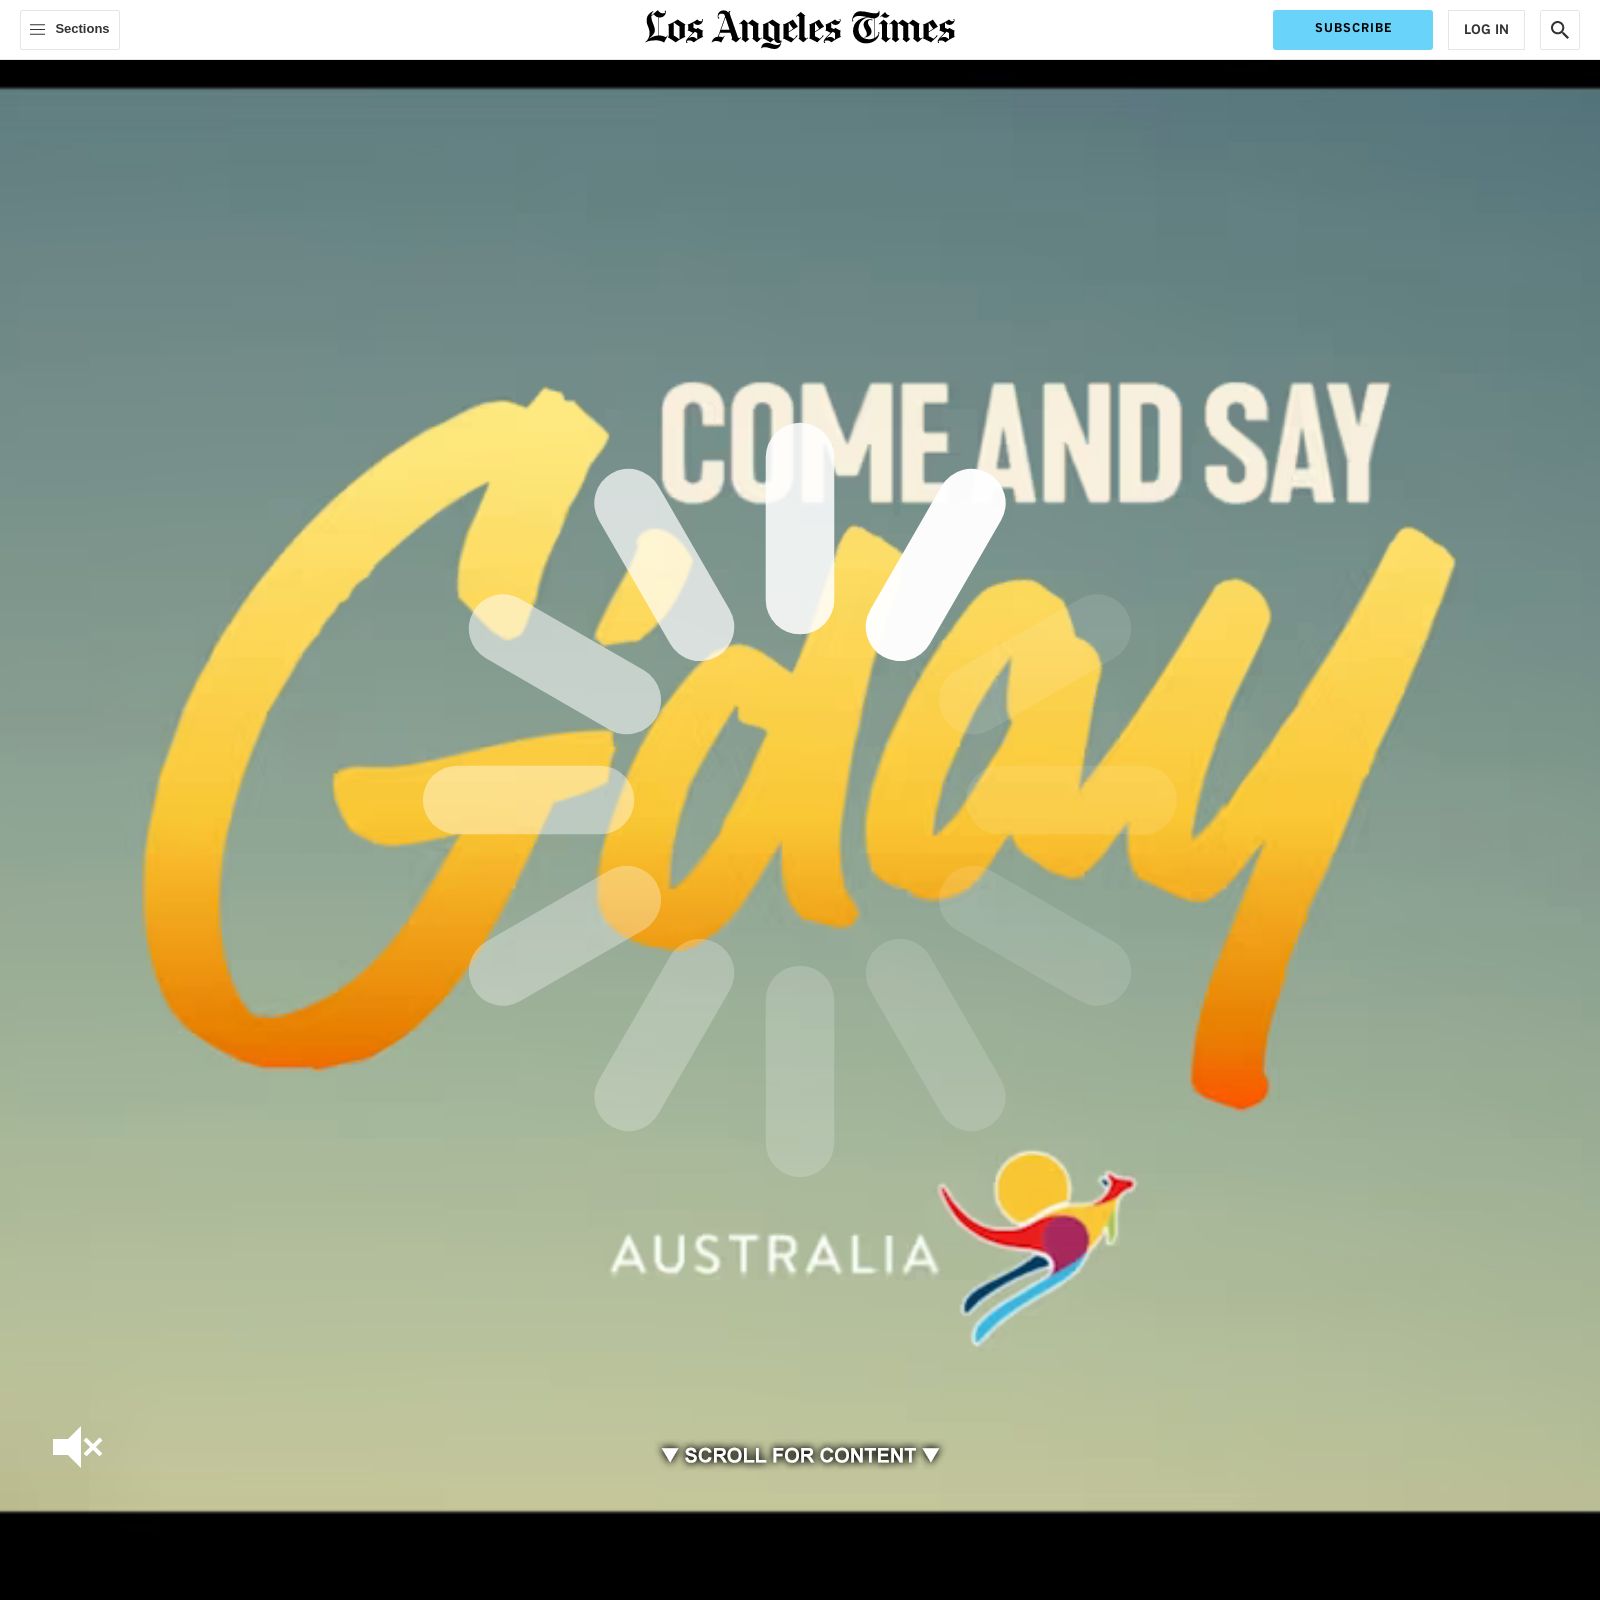 Sections
Los Angeles Times
SUBSCRIBE
LOG IN
COME AND SAY
G'day
AUSTRALIA
▼ SCROLL FOR CONTENT ▼